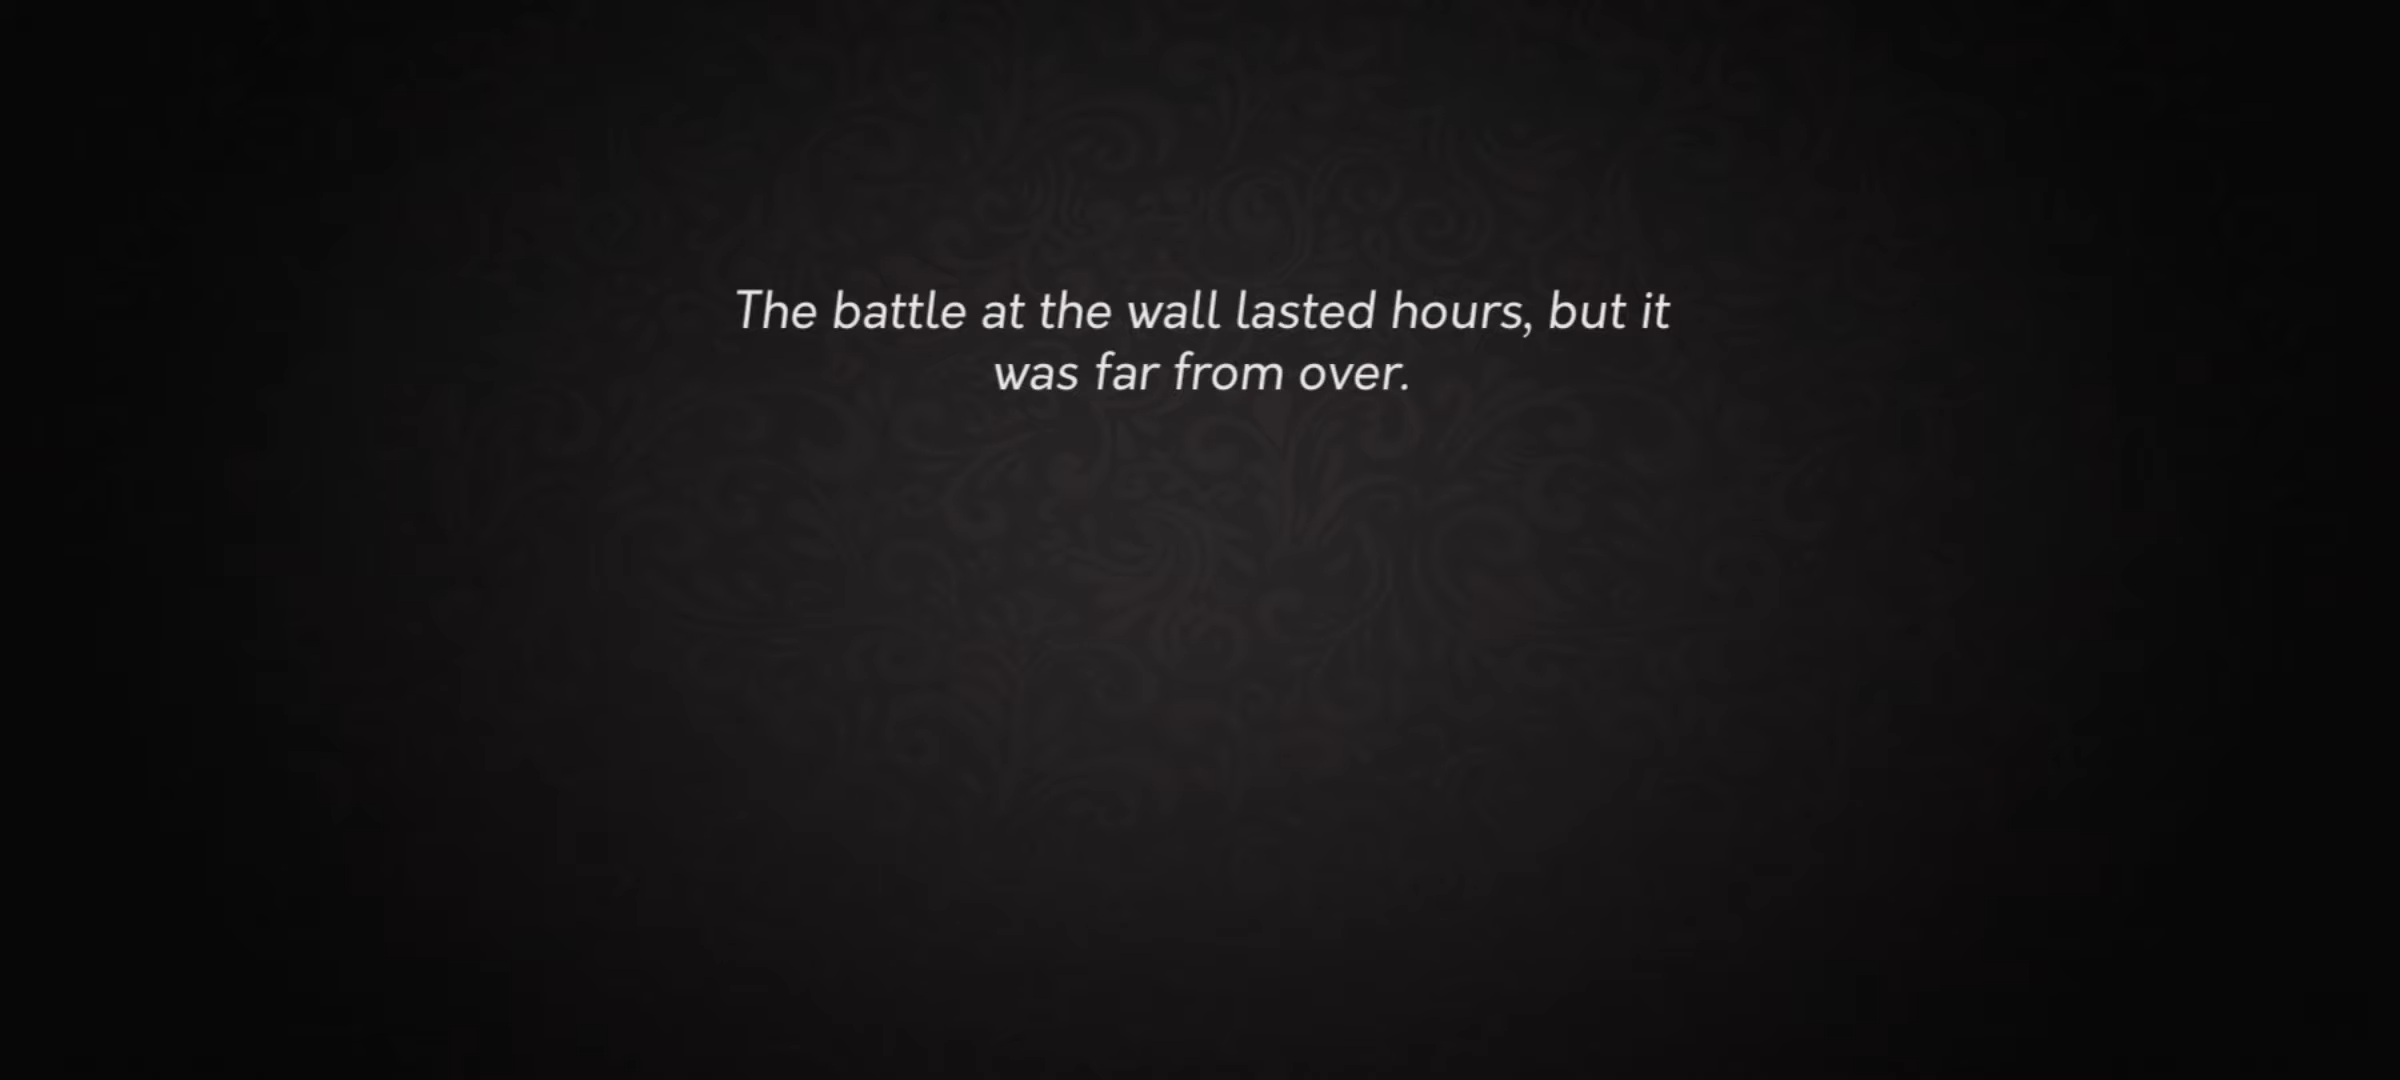 The battle at the wall lasted hours, but it
was far from over.